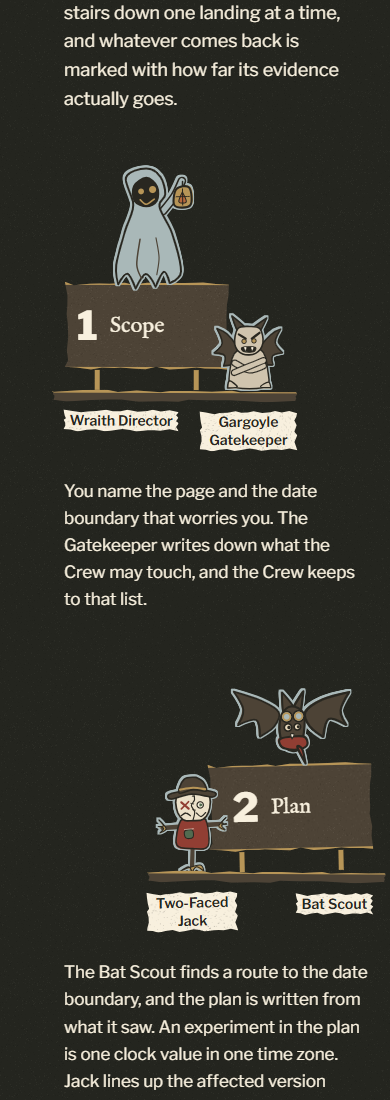 stairs down one landing at a time,
and whatever comes back is
marked with how far its evidence
actually goes.
1 Scope
Wraith Director
Gargoyle
Gatekeeper
You name the page and the date
boundary that worries you. The
Gatekeeper writes down what the
Crew may touch, and the Crew keeps
to that list.
2 Plan
Two-Faced
Jack
Bat Scout
The Bat Scout finds a route to the date
boundary, and the plan is written from
what it saw. An experiment in the plan
is one clock value in one time zone.
Jack lines up the affected version